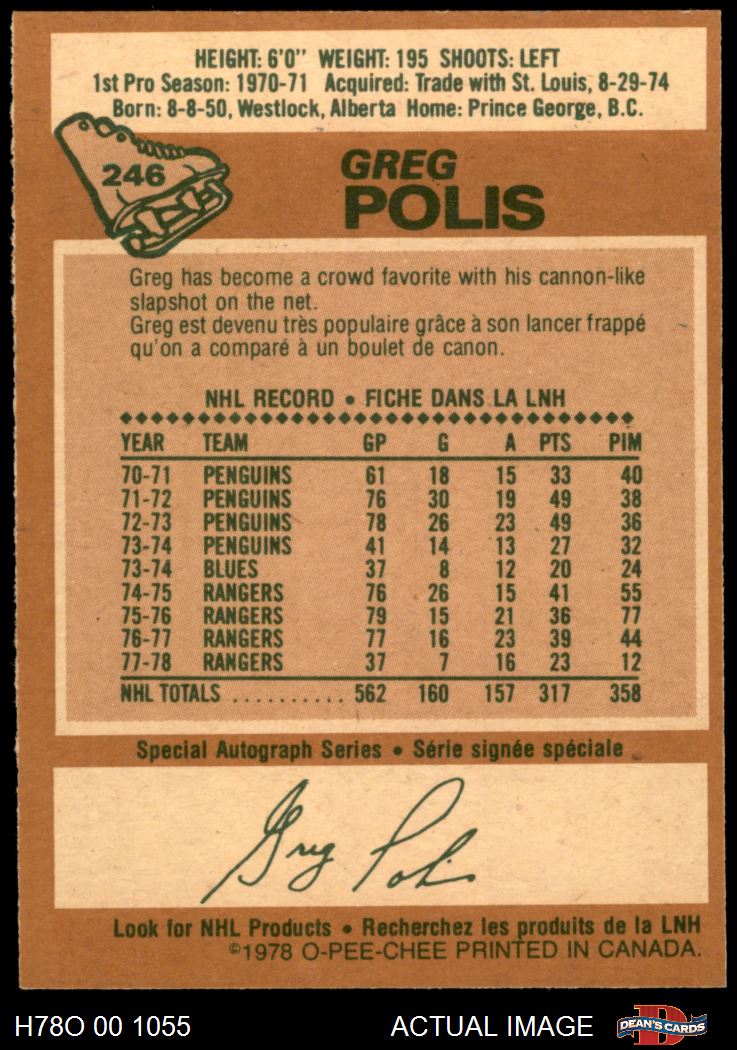 HEIGHT: 6'0" WEIGHT: 195 SHOOTS: LEFT
1st Pro Season: 1970-71 Acquired: Trade with St. Louis, 8-29-74
Born: 8-8-50, Westlock, Alberta Home: Prince George, B.C.
246
GREG
POLIS
Greg has become a crowd favorite with his cannon-like
slapshot on the net.
Greg est devenu très populaire grâce à son lancer frappé
qu'on a comparé à un boulet de canon.
NHL RECORD • FICHE DANS LA LNH
YEAR TEAM GP G A PTS PIM
70-71 PENGUINS 61 18 15 33 40
71-72 PENGUINS 76 30 19 49 38
72-73 PENGUINS 78 26 23 49 36
73-74 PENGUINS 41 14 13 27 32
73-74 BLUES 37 8 12 20 24
74-75 RANGERS 76 26 15 41 55
75-76 RANGERS 79 15 21 36 77
76-77 RANGERS 77 16 23 39 44
77-78 RANGERS 37 7 16 23 12
NHL TOTALS .......... 562 160 157 317 358
Special Autograph Series • Série signée spéciale
Greg Polis
Look for NHL Products • Recherchez les produits de la LNH
©1978 O-PEE-CHEE PRINTED IN CANADA.
H78O 00 1055 ACTUAL IMAGE D DEAN'S CARDS